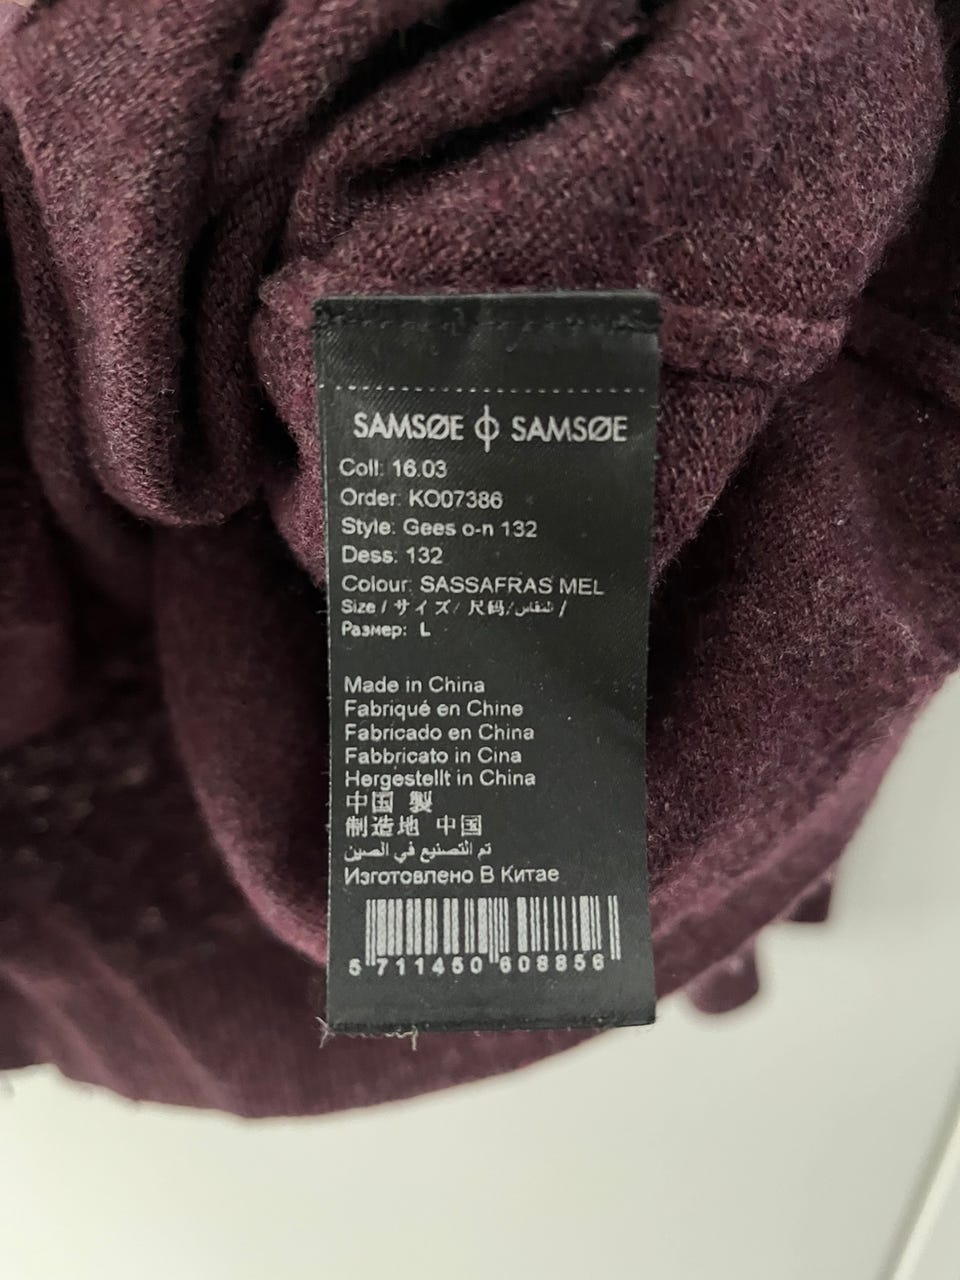 SAMSØE ϕ SAMSØE
Coll: 16.03
Order: KO07386
Style: Gees o-n 132
Dess: 132
Colour: SASSAFRAS MEL
Size / サイズ/ 尺码/المقاس /
Размер: L
Made in China
Fabriqué en Chine
Fabricado en China
Fabbricato in Cina
Hergestellt in China
中国 製
制造地 中国
تم التصنيع في الصين
Изготовлено В Китае
5 711450 608856